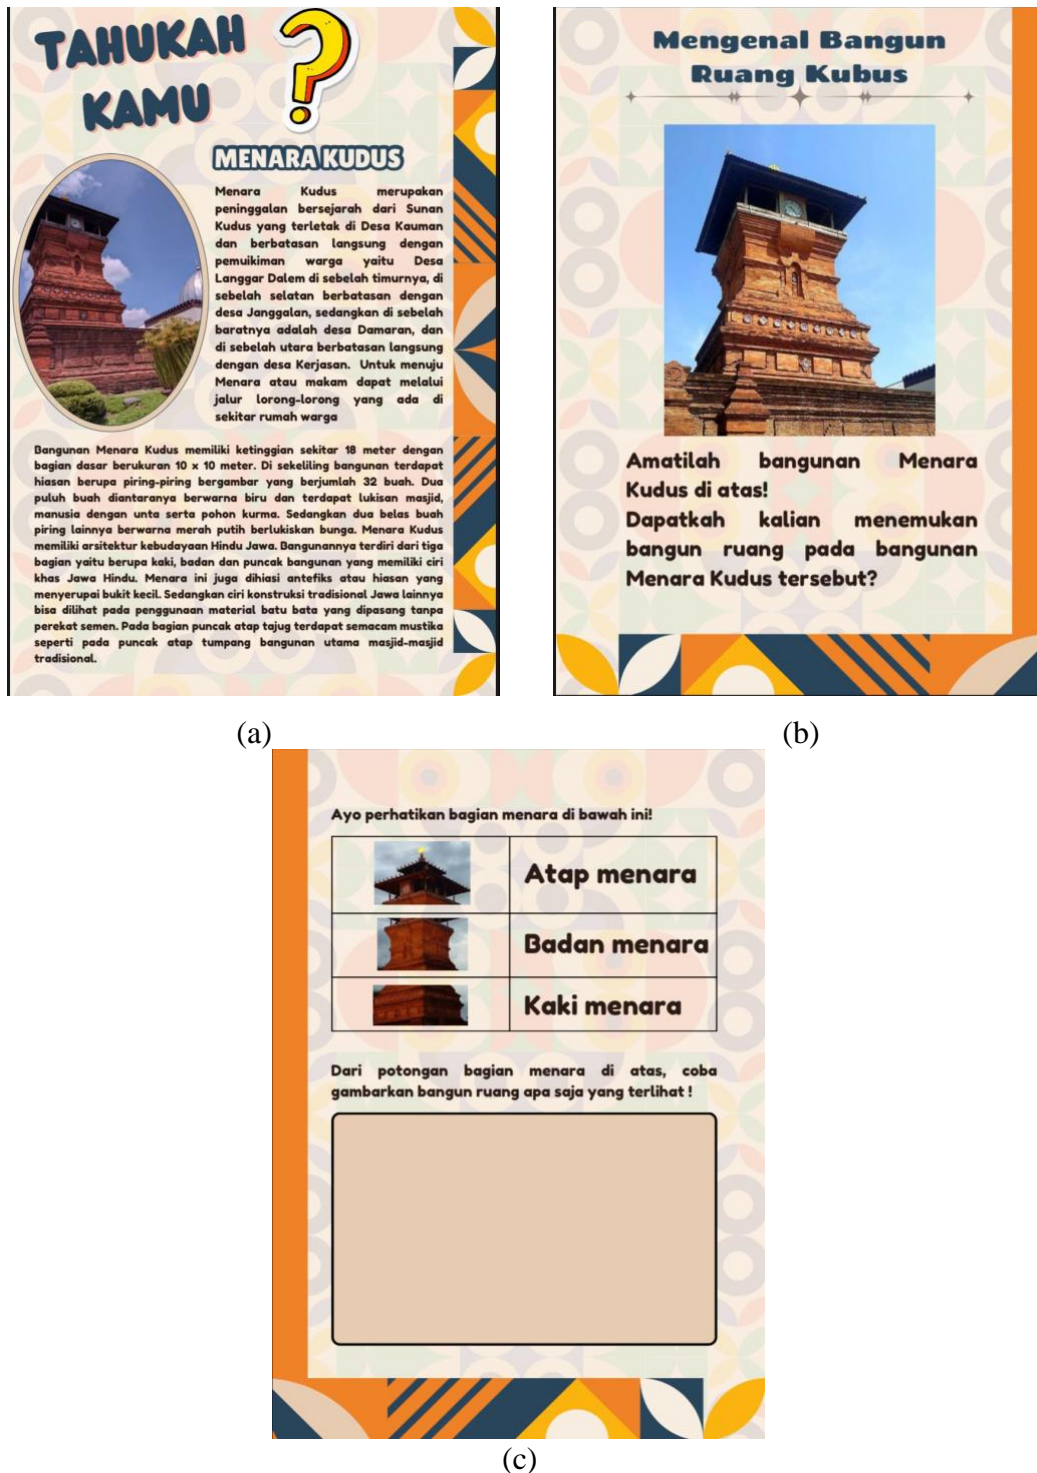 TAHUKAH
KAMU
?
MENARA KUDUS
Menara Kudus merupakan
peninggalan bersejarah dari Sunan
Kudus yang terletak di Desa Kauman
dan berbatasan langsung dengan
pemuikiman warga yaitu Desa
Langgar Dalem di sebelah timurnya, di
sebelah selatan berbatasan dengan
desa Janggalan, sedangkan di sebelah
baratnya adalah desa Damaran, dan
di sebelah utara berbatasan langsung
dengan desa Kerjasan. Untuk menuju
Menara atau makam dapat melalui
jalur lorong-lorong yang ada di
sekitar rumah warga
Bangunan Menara Kudus memiliki ketinggian sekitar 18 meter dengan
bagian dasar berukuran 10 x 10 meter. Di sekeliling bangunan terdapat
hiasan berupa piring-piring bergambar yang berjumlah 32 buah. Dua
puluh buah diantaranya berwarna biru dan terdapat lukisan masjid,
manusia dengan unta serta pohon kurma. Sedangkan dua belas buah
piring lainnya berwarna merah putih berlukiskan bunga. Menara Kudus
memiliki arsitektur kebudayaan Hindu Jawa. Bangunannya terdiri dari tiga
bagian yaitu berupa kaki, badan dan puncak bangunan yang memiliki ciri
khas Jawa Hindu. Menara ini juga dihiasi antefiks atau hiasan yang
menyerupai bukit kecil. Sedangkan ciri konstruksi tradisional Jawa lainnya
bisa dilihat pada penggunaan material batu bata yang dipasang tanpa
perekat semen. Pada bagian puncak atap tajug terdapat semacam mustika
seperti pada puncak atap tumpang bangunan utama masjid-masjid
tradisional.
(a)
Mengenal Bangun
Ruang Kubus
Amatilah bangunan Menara
Kudus di atas!
Dapatkah kalian menemukan
bangun ruang pada bangunan
Menara Kudus tersebut?
(b)
Ayo perhatikan bagian menara di bawah ini!
Atap menara
Badan menara
Kaki menara
Dari potongan bagian menara di atas, coba
gambarkan bangun ruang apa saja yang terlihat !
(c)